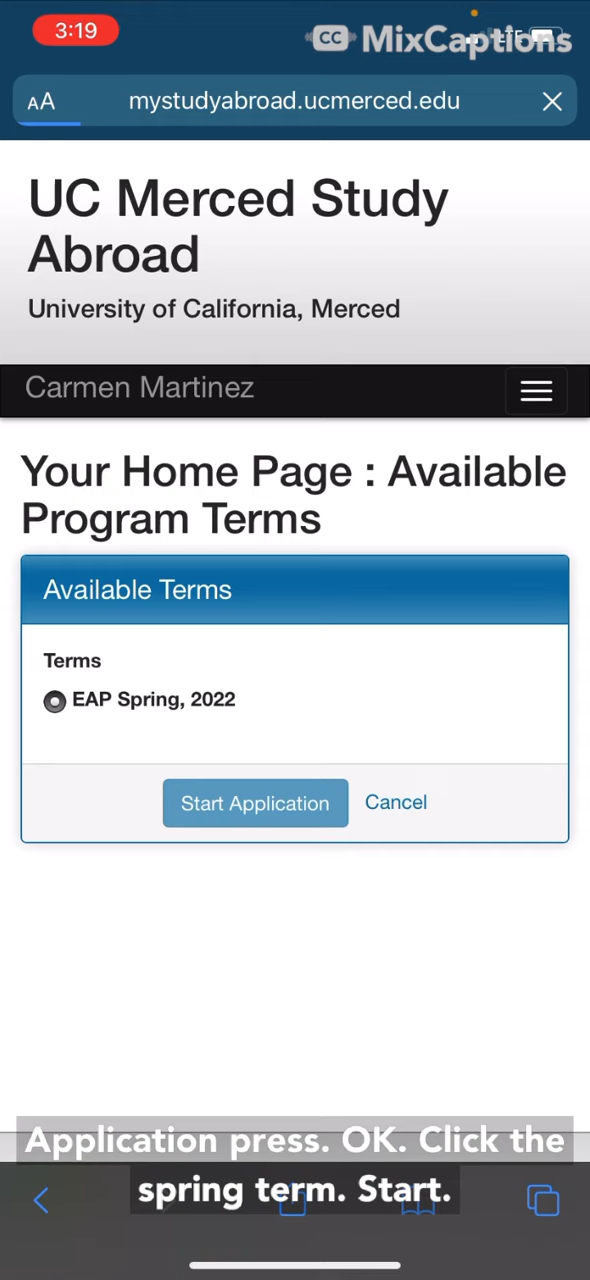 3:19
CC MixCaptions
LTE
AA mystudyabroad.ucmerced.edu
UC Merced Study
Abroad
University of California, Merced
Carmen Martinez
Your Home Page : Available
Program Terms
Available Terms
Terms
EAP Spring, 2022
Start Application Cancel
Application press. OK. Click the
spring term. Start.